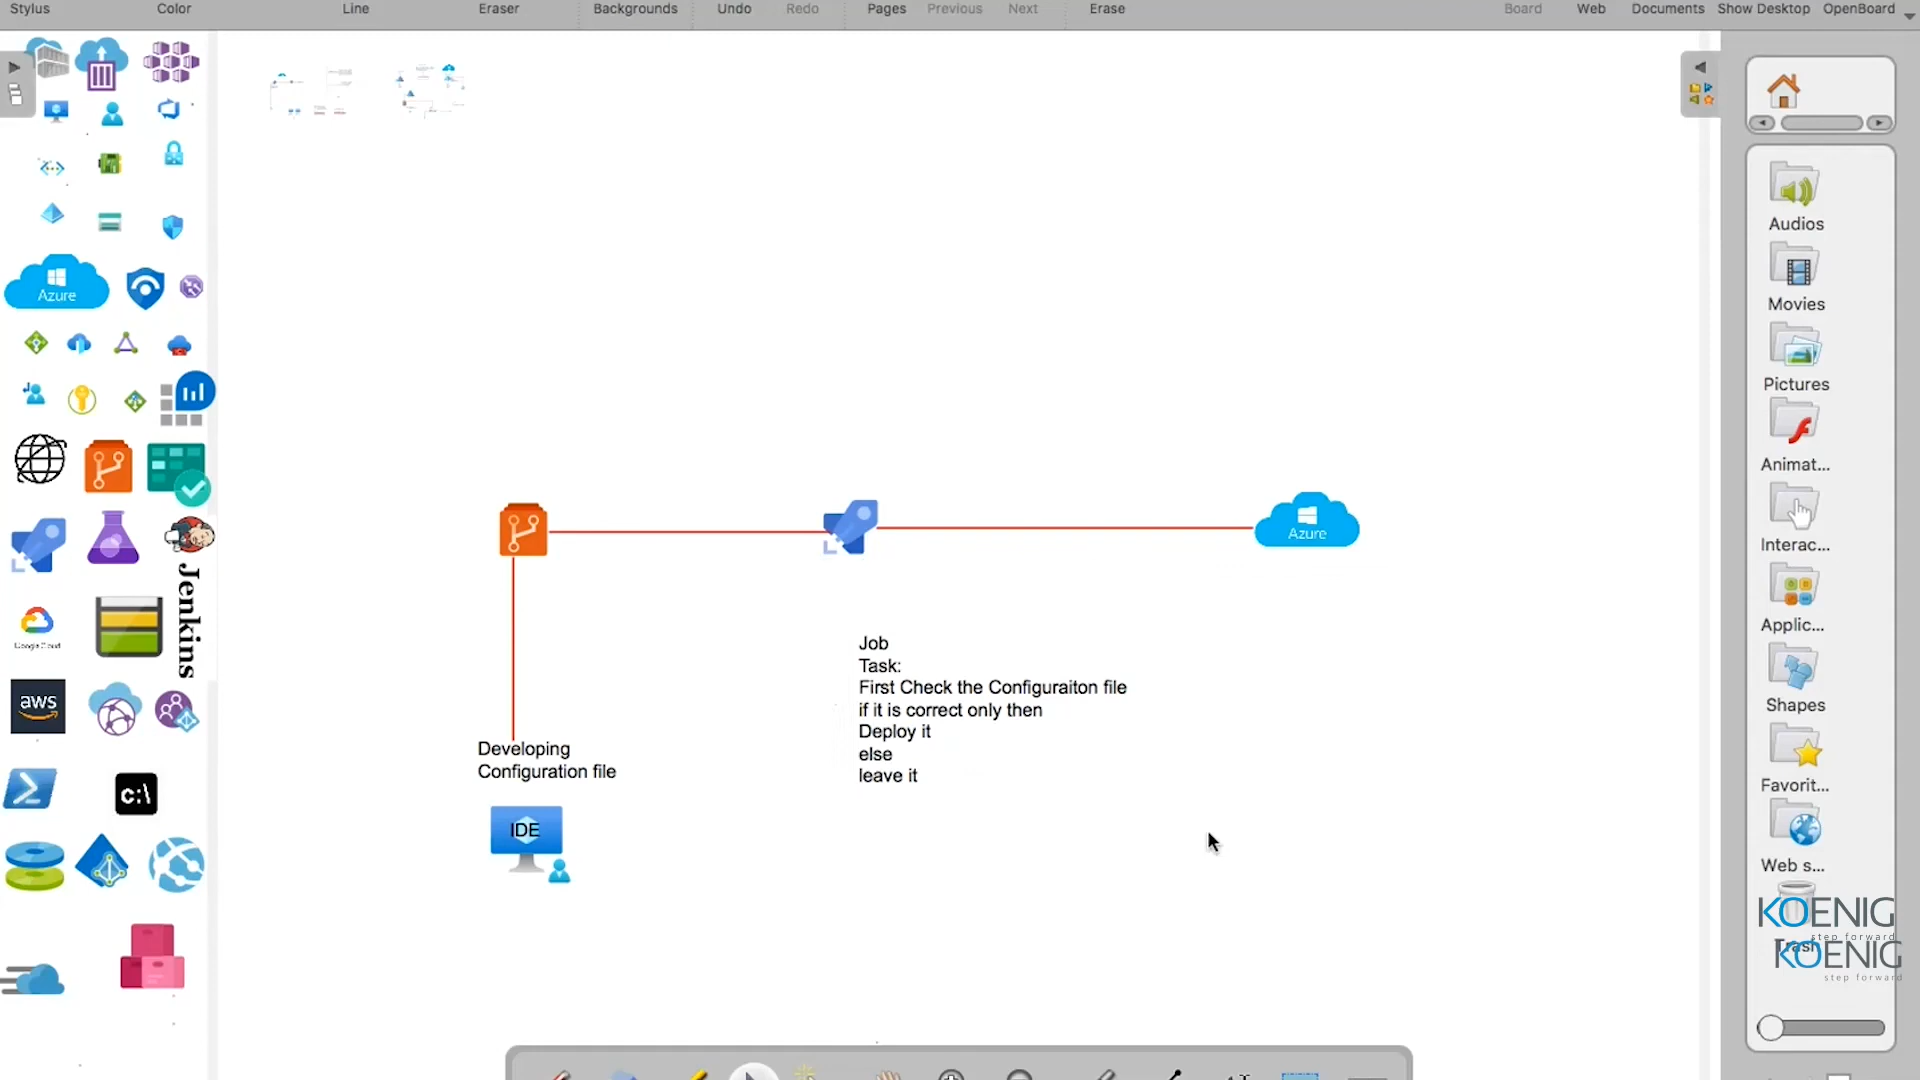 Stylus Color Line Eraser Backgrounds Undo Redo Pages Previous Next Erase Board Web Documents Show Desktop OpenBoard
Azure
Jenkins
Google Cloud
aws
C:\
Azure
Job
Task:
First Check the Configuraiton file
if it is correct only then
Deploy it
else
leave it
Developing
Configuration file
IDE
Audios
Movies
Pictures
Animat...
Interac...
Applic...
Shapes
Favorit...
Web s...
Trash
KOENIG
step forward
KOENIG
step forward